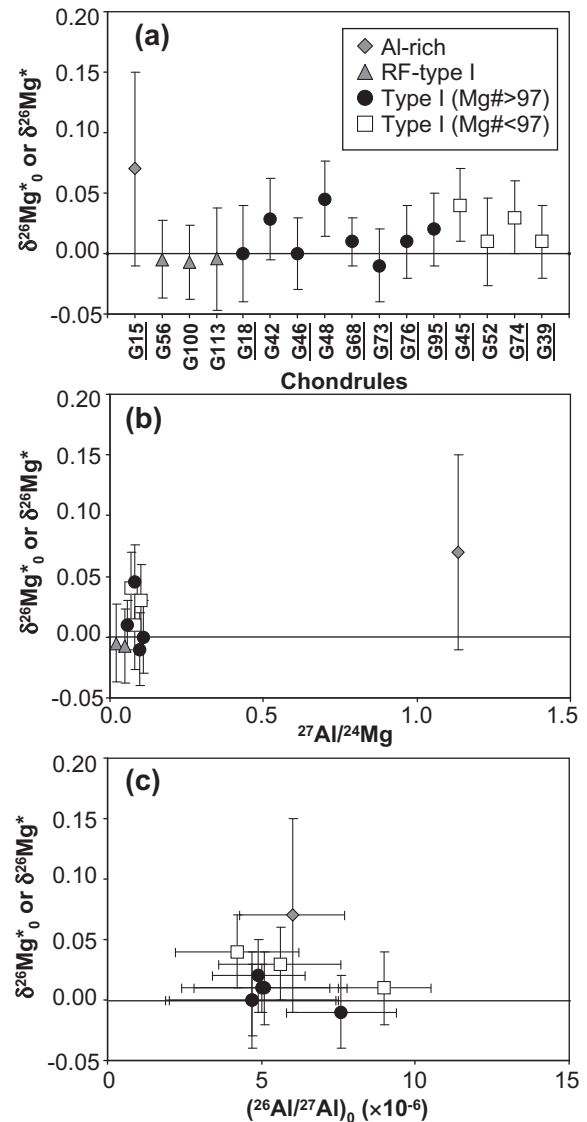 (a)
Al-rich
RF-type I
Type I (Mg#>97)
Type I (Mg#<97)
δ²⁶Mg*₀ or δ²⁶Mg*
0.20
0.15
0.10
0.05
0.00
-0.05
G15 G56 G100 G113 G18 G42 G46 G48 G68 G73 G76 G95 G45 G52 G74 G39
Chondrules
(b)
δ²⁶Mg*₀ or δ²⁶Mg*
0.20
0.15
0.10
0.05
0.00
-0.05
0.0 0.5 1.0 1.5
²⁷Al/²⁴Mg
(c)
δ²⁶Mg*₀ or δ²⁶Mg*
0.20
0.15
0.10
0.05
0.00
-0.05
0 5 10 15
(²⁶Al/²⁷Al)₀ (×10⁻⁶)